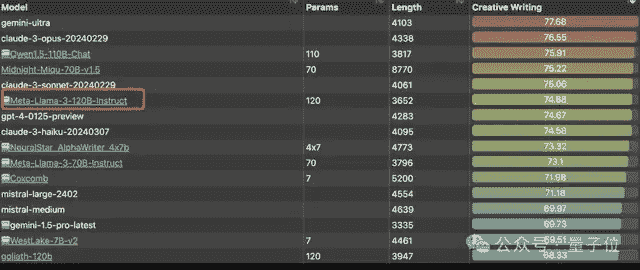 Model Params Length Creative Writing
gemini-ultra 4103 77.68
claude-3-opus-20240229 4338 76.55
Qwen1.5-110B-Chat 110 3817 75.91
Midnight-Miqu-70B-v1.5 70 8770 75.22
claude-3-sonnet-20240229 4061 75.06
Meta-Llama-3-120B-Instruct 120 3652 74.88
gpt-4-0125-preview 4283 74.67
claude-3-haiku-20240307 4095 74.58
NeuralStar_AlphaWriter_4x7b 4x7 4773 73.32
Meta-Llama-3-70B-Instruct 70 3796 73.1
Coxcomb 7 5200 71.98
mistral-large-2402 4554 71.18
mistral-medium 4639 69.97
gemini-1.5-pro-latest 3335 69.73
WestLake-7B-v2 7 4461 69.51
goliath-120b 120 3947 68.33
公众号·量子位